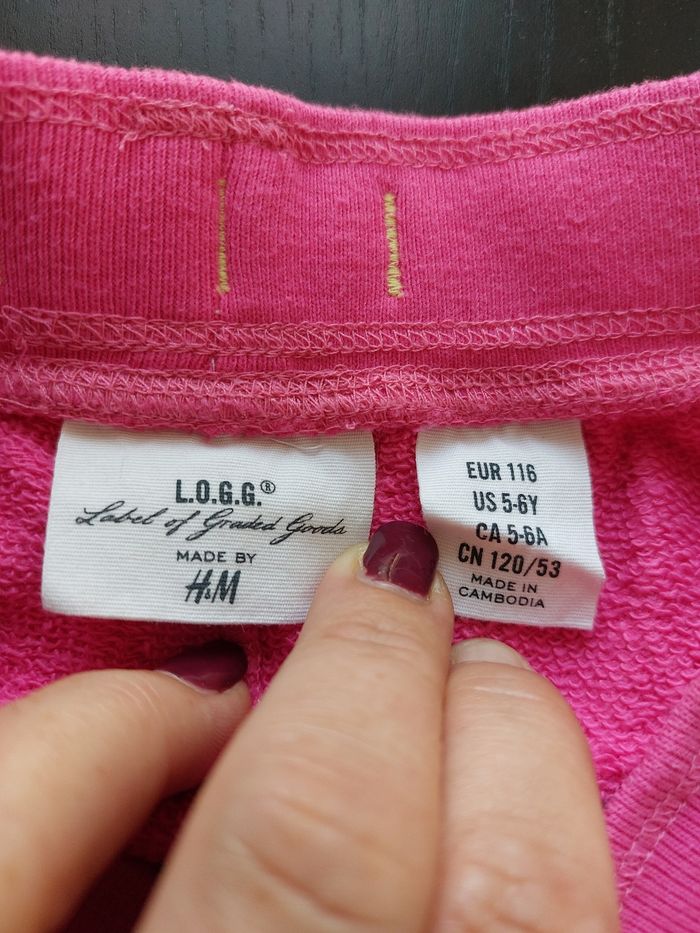 L.O.G.G.®
Label of Graded Goods
MADE BY
H&M
EUR 116
US 5-6Y
CA 5-6A
CN 120/53
MADE IN
CAMBODIA